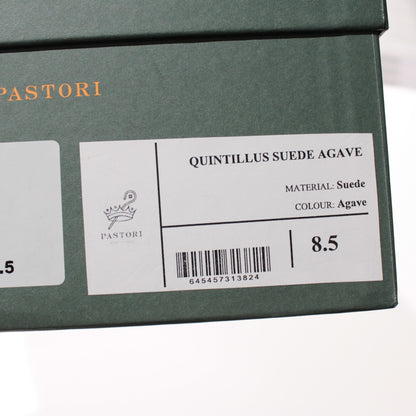 PASTORI
QUINTILLUS SUEDE AGAVE
MATERIAL: Suede
COLOUR: Agave
PASTORI
8.5
645457313824
.5